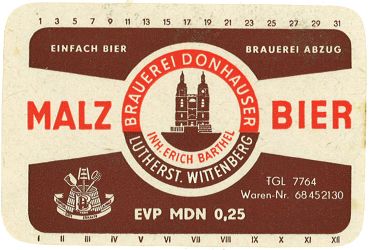 1 3 5 7 9 11 13 15 17 19 21 23 25 27 29 31
EINFACH BIER
BRAUEREI ABZUG
BRAUEREI DONHAUSER
MALZ BIER
INH. ERICH BARTHEL
LUTHERST. WITTENBERG
B
TGL 7764
Waren-Nr. 68452130
EVP MDN 0,25
I II III IV V VI VII VIII IX X XI XII